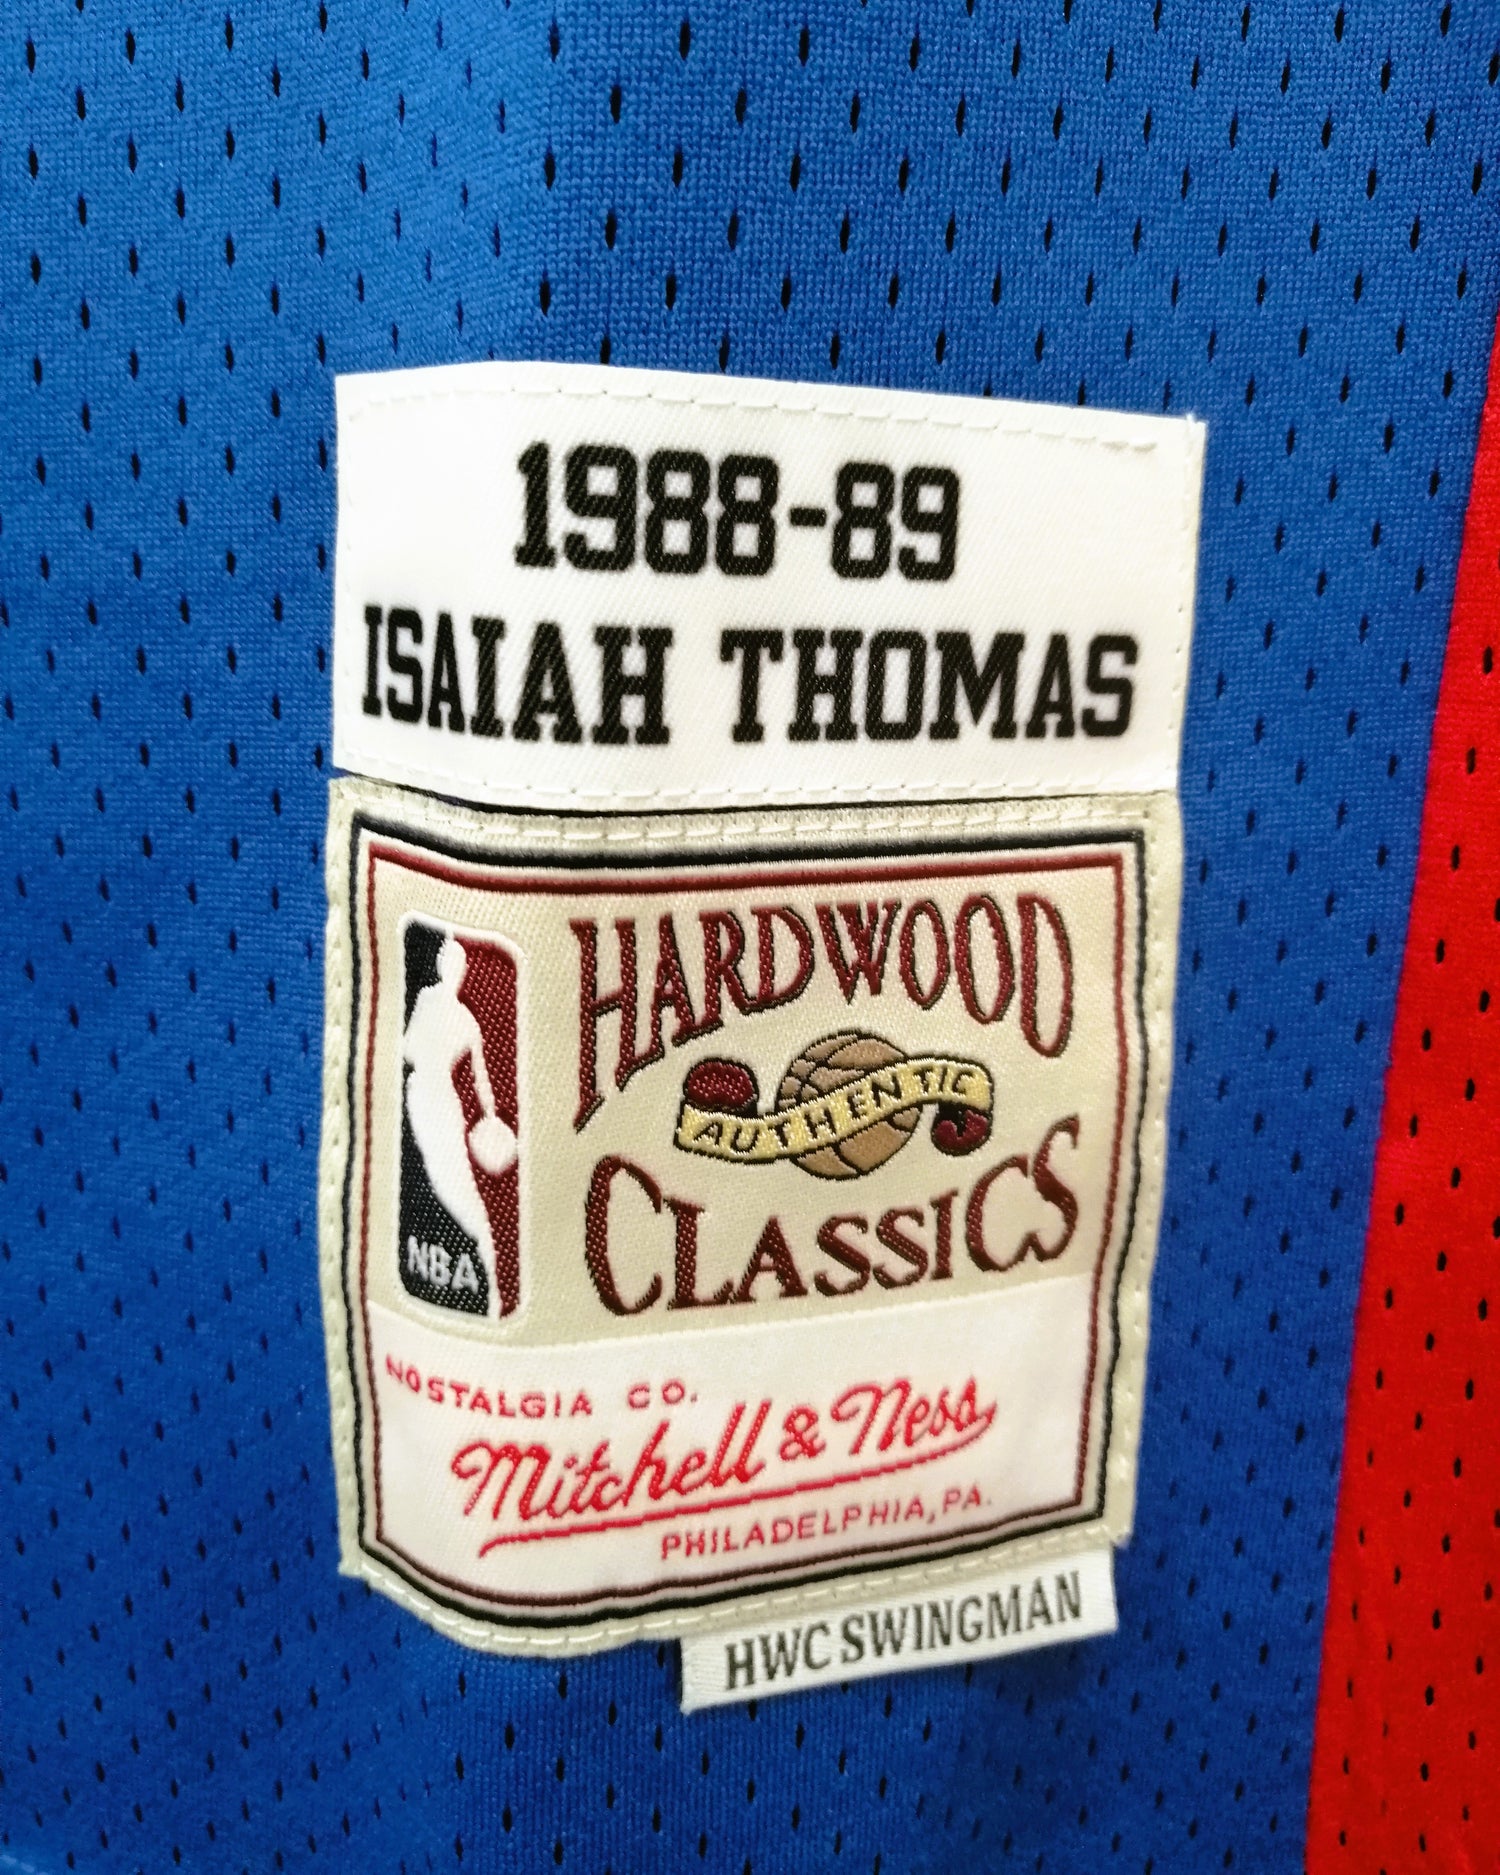 1988-89
ISAIAH THOMAS
HARDWOOD
AUTHENTIC
CLASSICS
NBA
NOSTALGIA CO.
Mitchell & Ness
PHILADELPHIA, PA.
HWC SWINGMAN